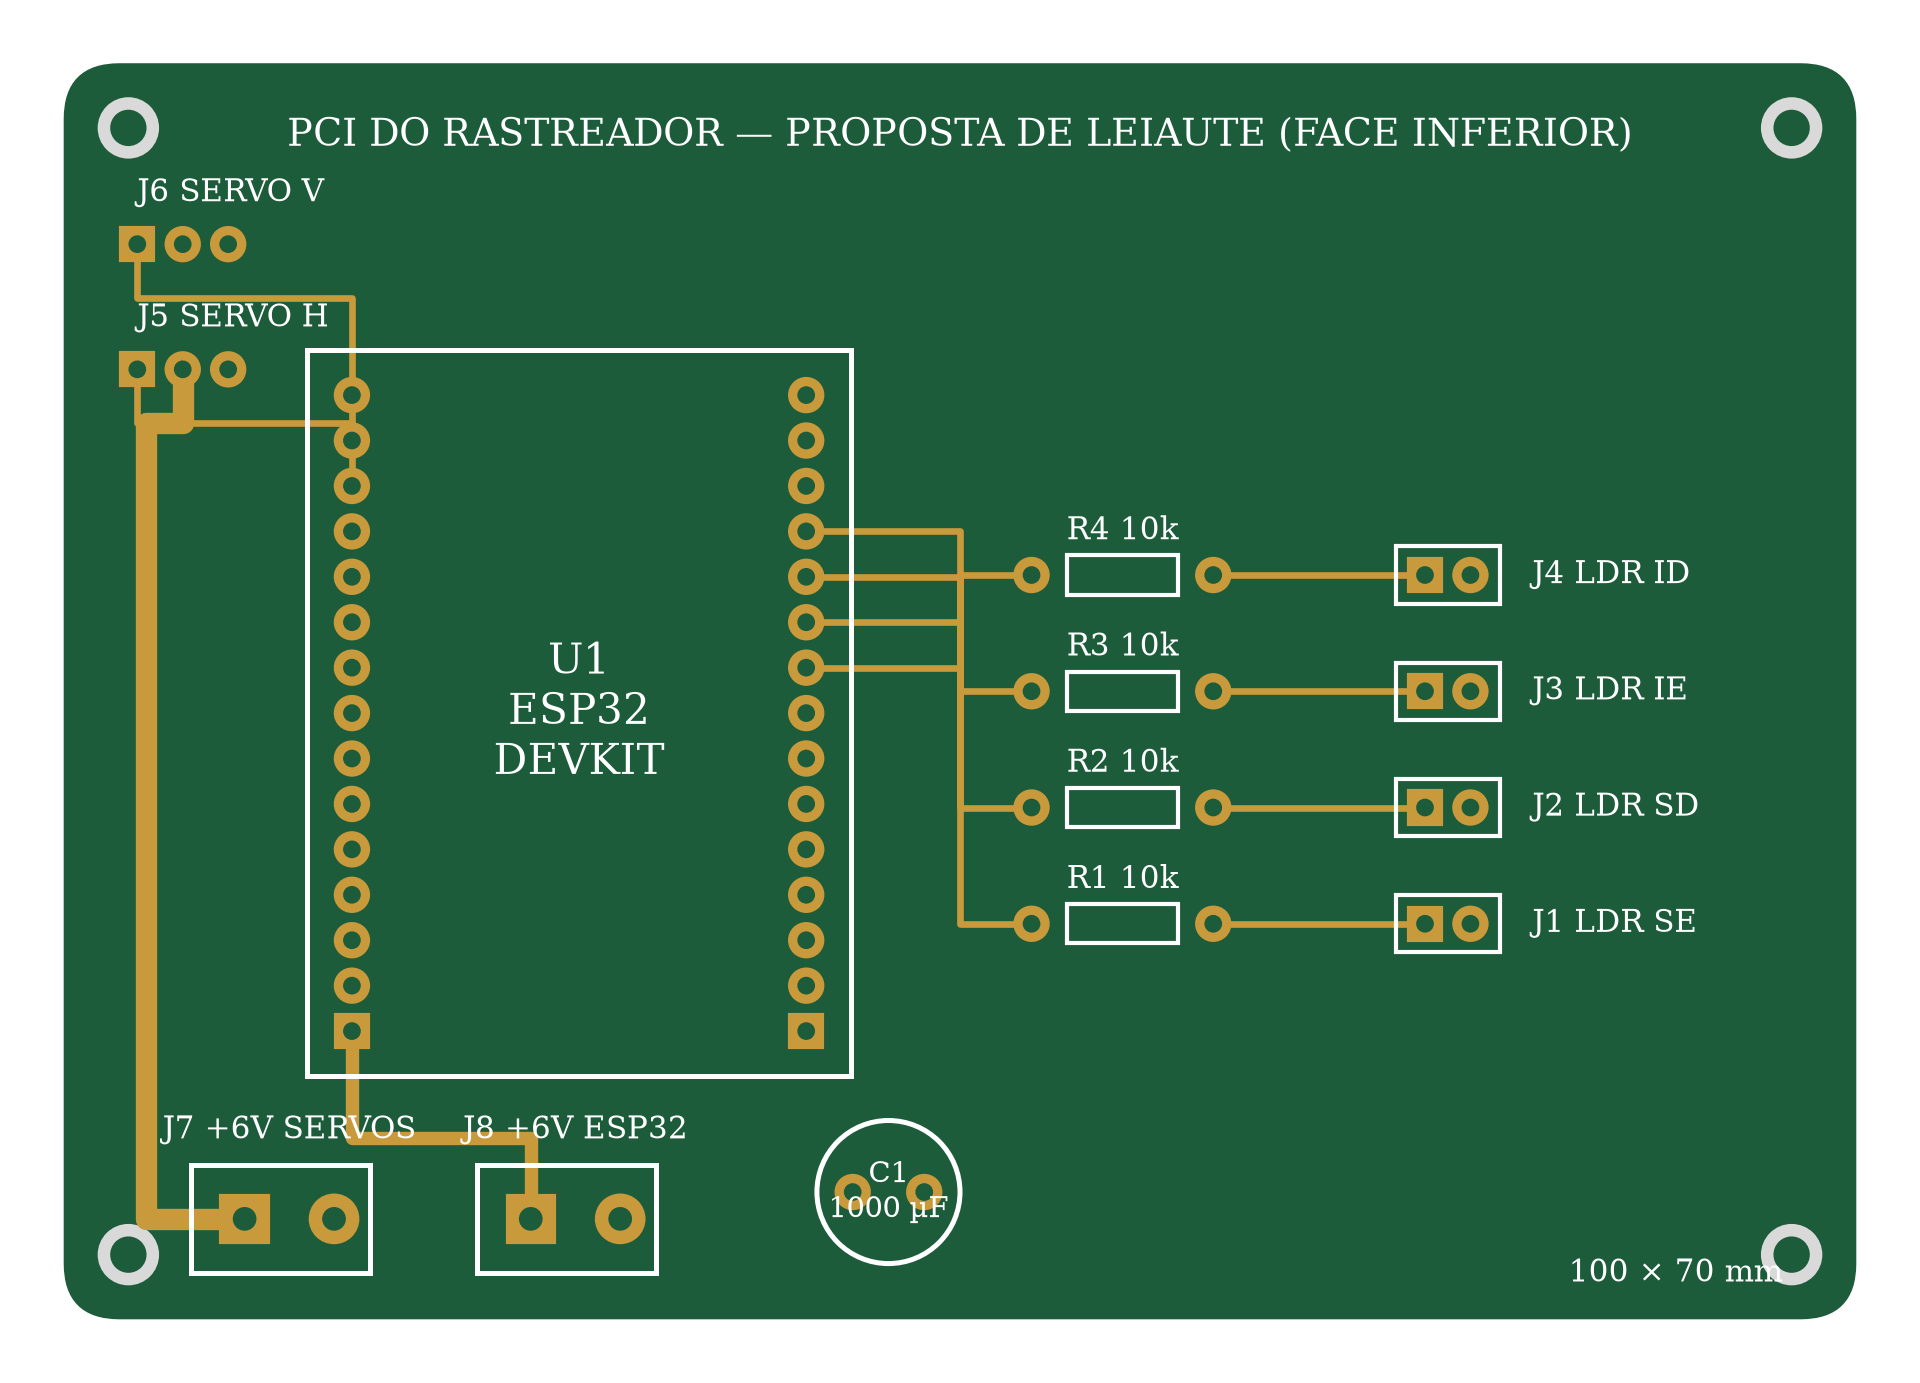 PCI DO RASTREADOR — PROPOSTA DE LEIAUTE (FACE INFERIOR)
J6 SERVO V
J5 SERVO H
R4 10k
J4 LDR ID
U1
ESP32
DEVKIT
R3 10k
J3 LDR IE
R2 10k
J2 LDR SD
R1 10k
J1 LDR SE
J7 +6V SERVOS
J8 +6V ESP32
C1
1000 µF
100 × 70 mm